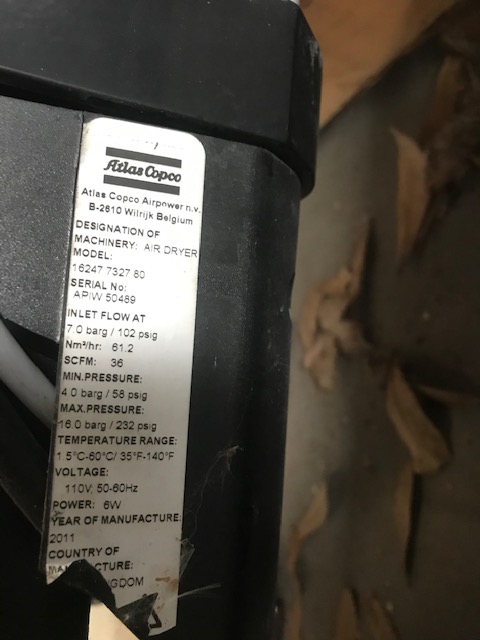 Atlas Copco
Atlas Copco Airpower n.v.
B-2610 Wilrijk Belgium
DESIGNATION OF
MACHINERY: AIR DRYER
MODEL:
16247 7327 80
SERIAL No:
APIW 50489
INLET FLOW AT
7.0 barg / 102 psig
Nm³/hr: 61.2
SCFM: 36
MIN.PRESSURE:
4.0 barg / 58 psig
MAX.PRESSURE:
16.0 barg / 232 psig
TEMPERATURE RANGE:
1.5°C-60°C/ 35°F-140°F
VOLTAGE:
110V, 50-60Hz
POWER: 6W
YEAR OF MANUFACTURE:
2011
COUNTRY OF